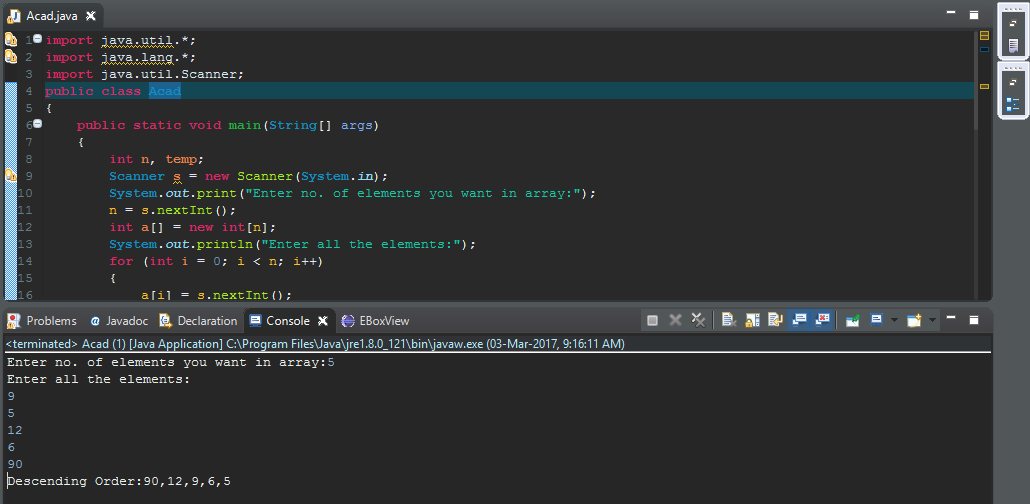 Acad.java
1 import java.util.*;
2 import java.lang.*;
3 import java.util.Scanner;
4 public class Acad
5 {
6 public static void main(String[] args)
7 {
8 int n, temp;
9 Scanner s = new Scanner(System.in);
10 System.out.print("Enter no. of elements you want in array:");
11 n = s.nextInt();
12 int a[] = new int[n];
13 System.out.println("Enter all the elements:");
14 for (int i = 0; i < n; i++)
15 {
16 a[i] = s.nextInt();
Problems @ Javadoc Declaration Console EBoxView
<terminated> Acad (1) [Java Application] C:\Program Files\Java\jre1.8.0_121\bin\javaw.exe (03-Mar-2017, 9:16:11 AM)
Enter no. of elements you want in array:5
Enter all the elements:
9
5
12
6
90
Descending Order:90,12,9,6,5